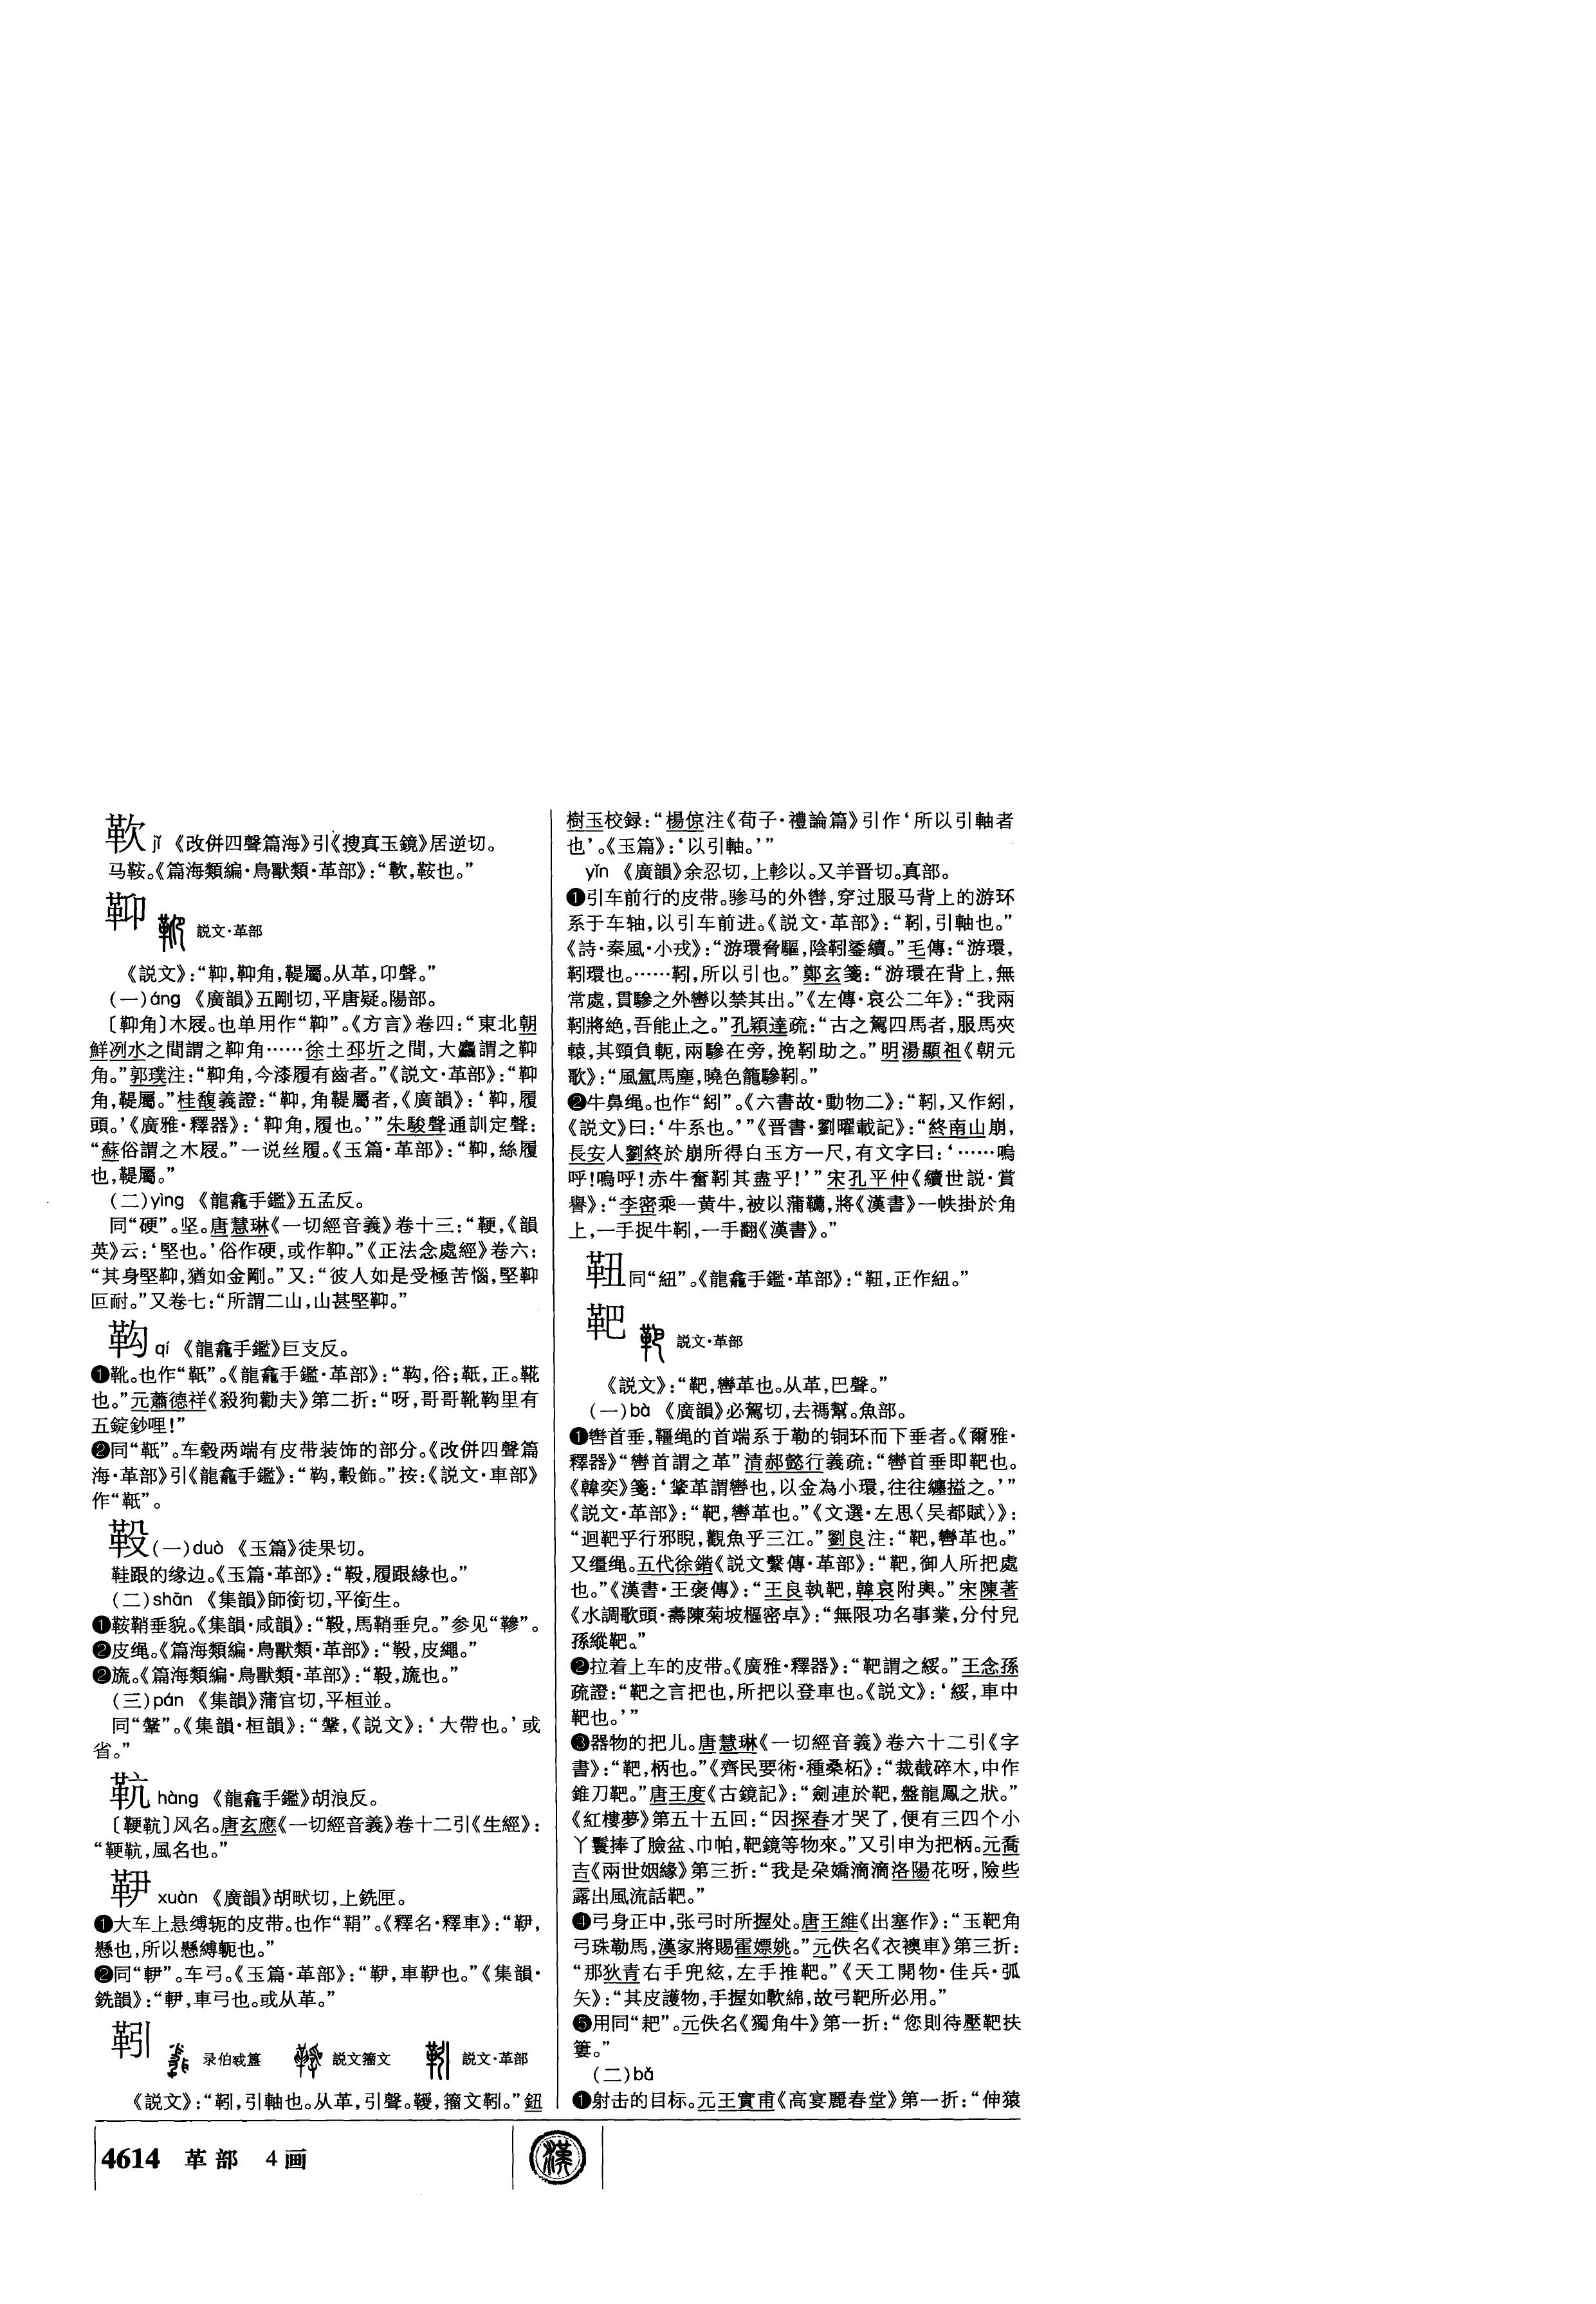 䩐 jǐ 《改併四聲篇海》引《搜真玉鏡》居逆切。
马鞍。《篇海類編·鳥獸類·革部》：“䩐，鞍也。”
䩕 説文·革部
《説文》：“䩕，䩕角，鞮屬。从革，卬聲。”
（一）áng 《廣韻》五剛切，平唐疑。陽部。
〔䩕角〕木屐。也单用作“䩕”。《方言》卷四：“東北朝
鮮洌水之間謂之䩕角……徐土邳圻之間，大麤謂之䩕
角。”郭璞注：“䩕角，今漆履有齒者。”《説文·革部》：“䩕
角，鞮屬。”桂馥義證：“䩕，角鞮屬者，《廣韻》：‘䩕，履
頭。’《廣雅·釋器》：‘䩕角，履也。’”朱駿聲通訓定聲：
“蘇俗謂之木屐。”一说丝履。《玉篇·革部》：“䩕，絲履
也，鞮屬。”
（二）yìng 《龍龕手鑑》五孟反。
同“硬”。坚。唐慧琳《一切經音義》卷十三：“鞕，《韻
英》云：‘堅也。’俗作硬，或作䩕。”《正法念處經》卷六：
“其身堅䩕，猶如金剛。”又：“彼人如是受極苦惱，堅䩕
叵耐。”又卷七：“所謂二山，山甚堅䩕。”
qí 《龍龕手鑑》巨支反。
❶靴。也作“軝”。《龍龕手鑑·革部》：“，俗；，正。靴
也。”元蕭德祥《殺狗勸夫》第二折：“呀，哥哥靴靿里有
五錠鈔哩！”
❷同“軝”。车毂两端有皮带装饰的部分。《改併四聲篇
海·革部》引《龍龕手鑑》：“，轂飾。”按：《説文·車部》
作“軝”。
（一）duò 《玉篇》徒果切。
鞋跟的缘边。《玉篇·革部》：“，履跟緣也。”
（二）shān 《集韻》師銜切，平銜生。
❶鞍鞘垂貌。《集韻·咸韻》：“，馬鞘垂皃。”参见“鰺”。
❷皮绳。《篇海類編·鳥獸類·革部》：“，皮繩。”
❷旒。《篇海類編·鳥獸類·革部》：“，旒也。”
（三）pán 《集韻》蒲官切，平桓並。
同“鞶”。《集韻·桓韻》：“鞶，《説文》：‘大帶也。’或
省。”
䩑 hàng 《龍龕手鑑》胡浪反。
〔鞕䩑〕风名。唐玄應《一切經音義》卷十二引《生經》：
“鞕䩑，風名也。”
䩙 xuàn 《廣韻》胡畎切，上銑匣。
❶大车上悬缚轭的皮带。也作“鞙”。《釋名·釋車》：“䩙，
懸也，所以懸縛軛也。”
❷同“”。车弓。《玉篇·革部》：“䩙，車䩙也。”《集韻·
銑韻》：“，車弓也。或从革。”
靷 录伯㦰簋 説文籀文 説文·革部
《説文》：“靷，引軸也。从革，引聲。，籀文靷。”鈕
樹玉校録：“楊倞注《荀子·禮論篇》引作‘所以引軸者
也’。《玉篇》：‘以引軸。’”
yǐn 《廣韻》余忍切，上軫以。又羊晋切。真部。
❶引车前行的皮带。骖马的外辔，穿过服马背上的游环
系于车轴，以引车前进。《説文·革部》：“靷，引軸也。”
《詩·秦風·小戎》：“游環脅驅，陰靷鋈續。”毛傳：“游環，
靷環也。……靷，所以引也。”鄭玄箋：“游環在背上，無
常處，貫驂之外轡以禁其出。”《左傳·哀公二年》：“我兩
靷將絶，吾能止之。”孔穎達疏：“古之駕四馬者，服馬夾
轅，其頸負軛，兩驂在旁，挽靷助之。”明湯顯祖《朝元
歌》：“風氲馬塵，曉色籠驂靷。”
❷牛鼻绳。也作“紖”。《六書故·動物二》：“靷，又作紖，
《説文》曰：‘牛系也。’”《晋書·劉曜載記》：“終南山崩，
長安人劉終於崩所得白玉方一尺，有文字曰：‘……嗚
呼！嗚呼！赤牛奮靷其盡乎！’”宋孔平仲《續世説·賞
譽》：“李密乘一黄牛，被以蒲韉，將《漢書》一帙掛於角
上，一手捉牛靷，一手翻《漢書》。”
靵 同“紐”。《龍龕手鑑·革部》：“靵，正作紐。”
靶 説文·革部
《説文》：“靶，轡革也。从革，巴聲。”
（一）bà 《廣韻》必駕切，去禡幫。魚部。
❶辔首垂，韁绳的首端系于勒的铜环而下垂者。《爾雅·
釋器》“轡首謂之革”清郝懿行義疏：“轡首垂即靶也。
《韓奕》箋：‘鞗革謂轡也，以金為小環，往往纏搤之。’”
《説文·革部》：“靶，轡革也。”《文選·左思〈吴都賦〉》：
“迴靶乎行邪睨，觀魚乎三江。”劉良注：“靶，轡革也。”
又缰绳。五代徐鍇《説文繫傳·革部》：“靶，御人所把處
也。”《漢書·王褒傳》：“王良執靶，韓哀附輿。”宋陳著
《水調歌頭·壽陳菊坡樞密卓》：“無限功名事業，分付兒
孫縱靶。”
❷拉着上车的皮带。《廣雅·釋器》：“靶謂之綏。”王念孫
疏證：“靶之言把也，所把以登車也。《説文》：‘綏，車中
靶也。’”
❸器物的把儿。唐慧琳《一切經音義》卷六十二引《字
書》：“靶，柄也。”《齊民要術·種桑柘》：“裁截碎木，中作
錐刀靶。”唐王度《古鏡記》：“劍連於靶，盤龍鳳之狀。”
《紅樓夢》第五十五回：“因探春才哭了，便有三四个小
丫鬟捧了臉盆、巾帕，靶鏡等物來。”又引申为把柄。元喬
吉《兩世姻緣》第三折：“我是朵嬌滴滴洛陽花呀，險些
露出風流話靶。”
❹弓身正中，张弓时所握处。唐王維《出塞作》：“玉靶角
弓珠勒馬，漢家將賜霍嫖姚。”元佚名《衣襖車》第三折：
“那狄青右手兜絃，左手推靶。”《天工開物·佳兵·弧
矢》：“其皮護物，手握如軟綿，故弓靶所必用。”
❺用同“耙”。元佚名《獨角牛》第一折：“您則待壓靶扶
耬。”
（二）bǎ
❶射击的目标。元王實甫《高宴麗春堂》第一折：“伸猿
4614 革部 4画
漢